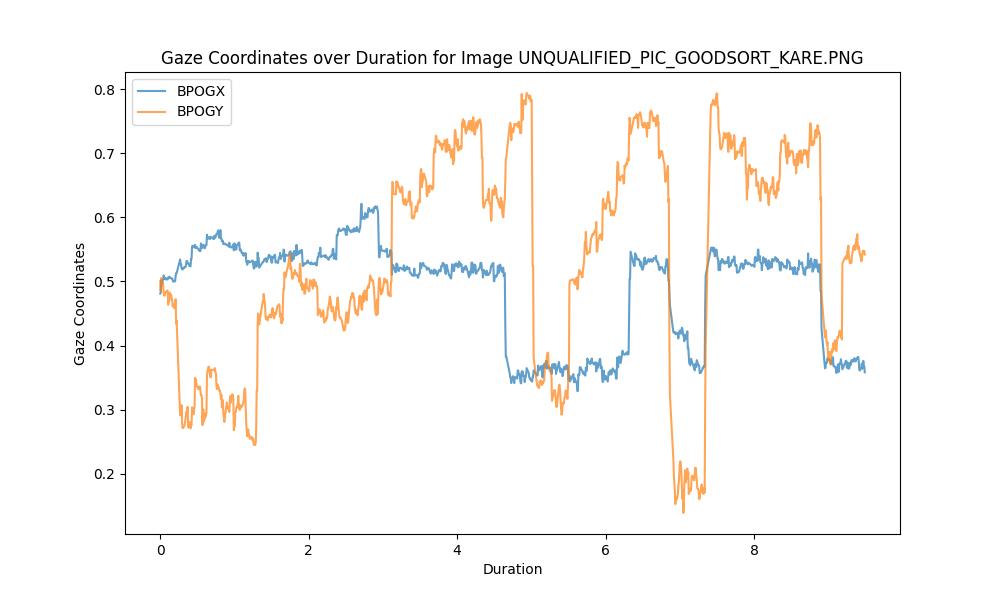 Gaze Coordinates over Duration for Image UNQUALIFIED_PIC_GOODSORT_KARE.PNG
BPOGX
BPOGY
0.8
0.7
0.6
0.5
0.4
0.3
0.2
Gaze Coordinates
0 2 4 6 8
Duration